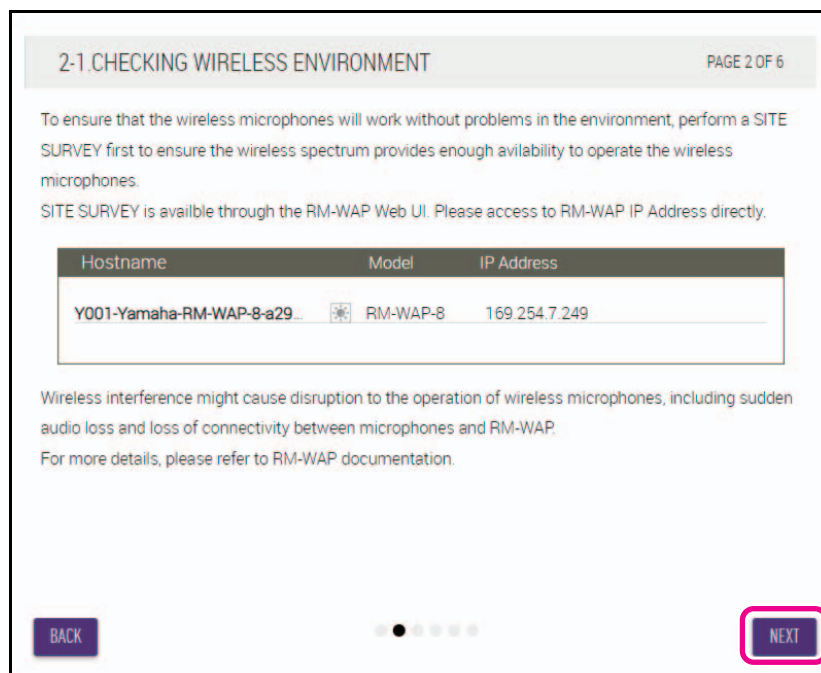 2-1.CHECKING WIRELESS ENVIRONMENT PAGE 2 OF 6
To ensure that the wireless microphones will work without problems in the environment, perform a SITE
SURVEY first to ensure the wireless spectrum provides enough avilability to operate the wireless
microphones.
SITE SURVEY is availble through the RM-WAP Web UI. Please access to RM-WAP IP Address directly.
Hostname Model IP Address
Y001-Yamaha-RM-WAP-8-a29... RM-WAP-8 169.254.7.249
Wireless interference might cause disruption to the operation of wireless microphones, including sudden
audio loss and loss of connectivity between microphones and RM-WAP.
For more details, please refer to RM-WAP documentation.
BACK NEXT